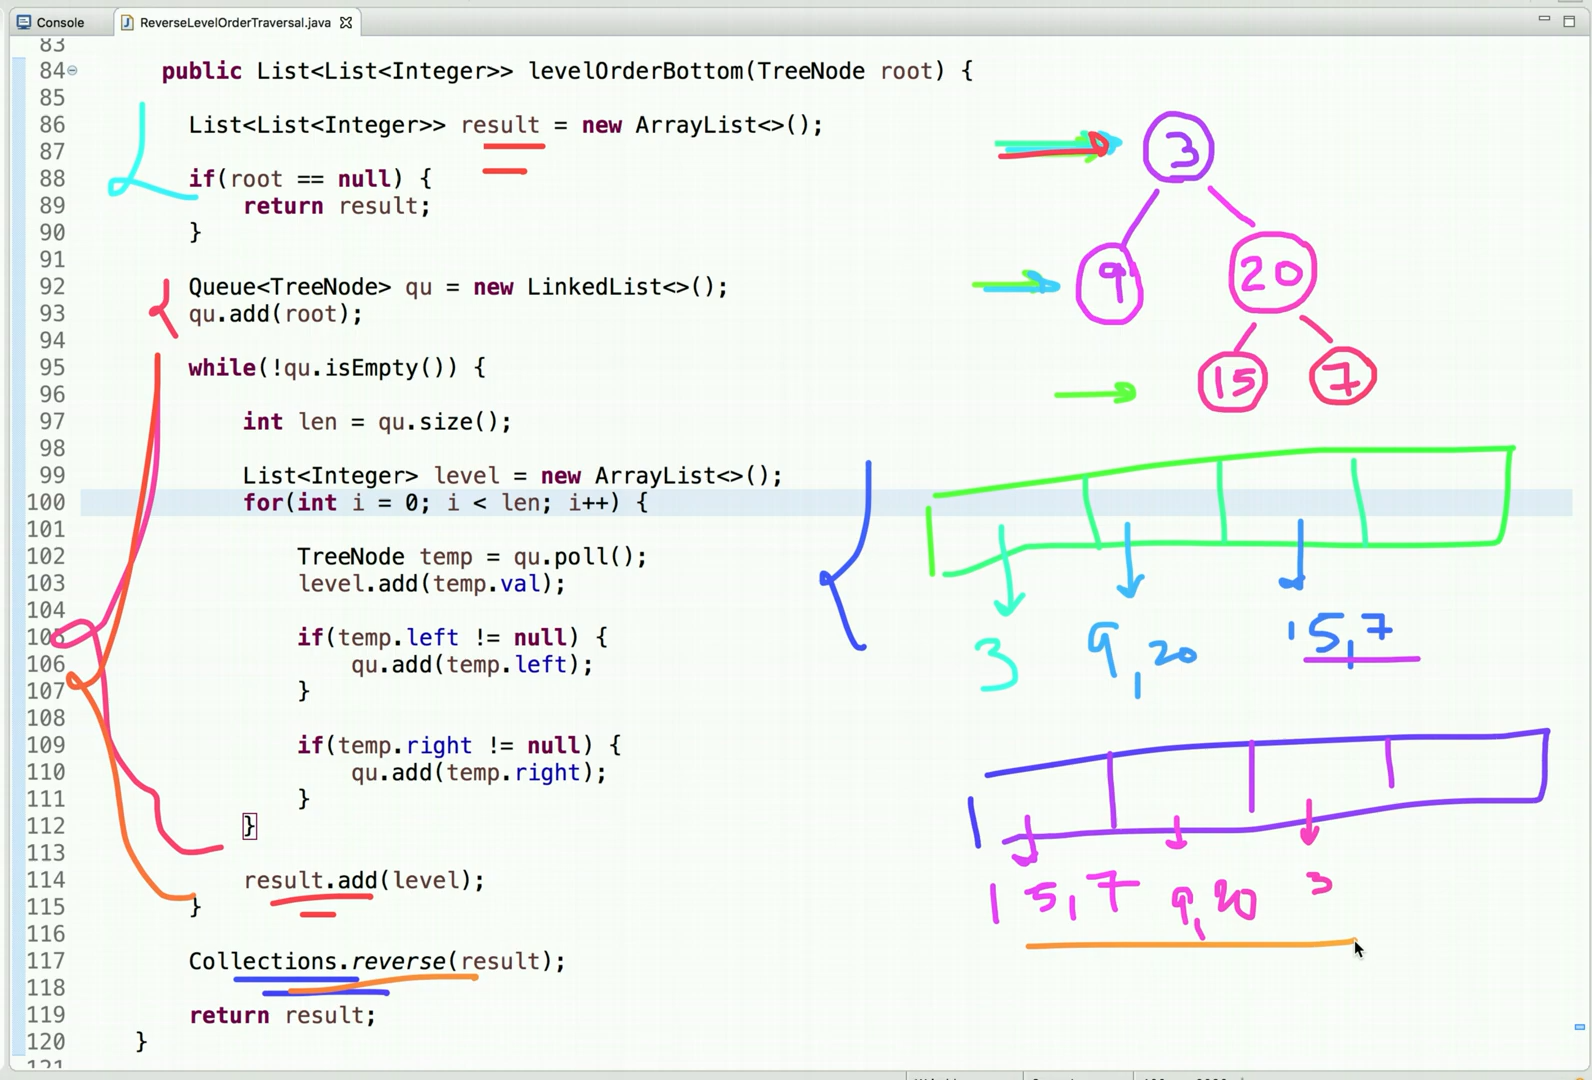 Console
ReverseLevelOrderTraversal.java
83
84 public List<List<Integer>> levelOrderBottom(TreeNode root) {
85
86 List<List<Integer>> result = new ArrayList<>();
87
88 if(root == null) {
89 return result;
90 }
91
92 Queue<TreeNode> qu = new LinkedList<>();
93 qu.add(root);
94
95 while(!qu.isEmpty()) {
96
97 int len = qu.size();
98
99 List<Integer> level = new ArrayList<>();
100 for(int i = 0; i < len; i++) {
101
102 TreeNode temp = qu.poll();
103 level.add(temp.val);
104
105 if(temp.left != null) {
106 qu.add(temp.left);
107 }
108
109 if(temp.right != null) {
110 qu.add(temp.right);
111 }
112 }
113
114 result.add(level);
115 }
116
117 Collections.reverse(result);
118
119 return result;
120 }
121
3
9 20
15 7
3 9,20 15,7
15,7 9,20 3